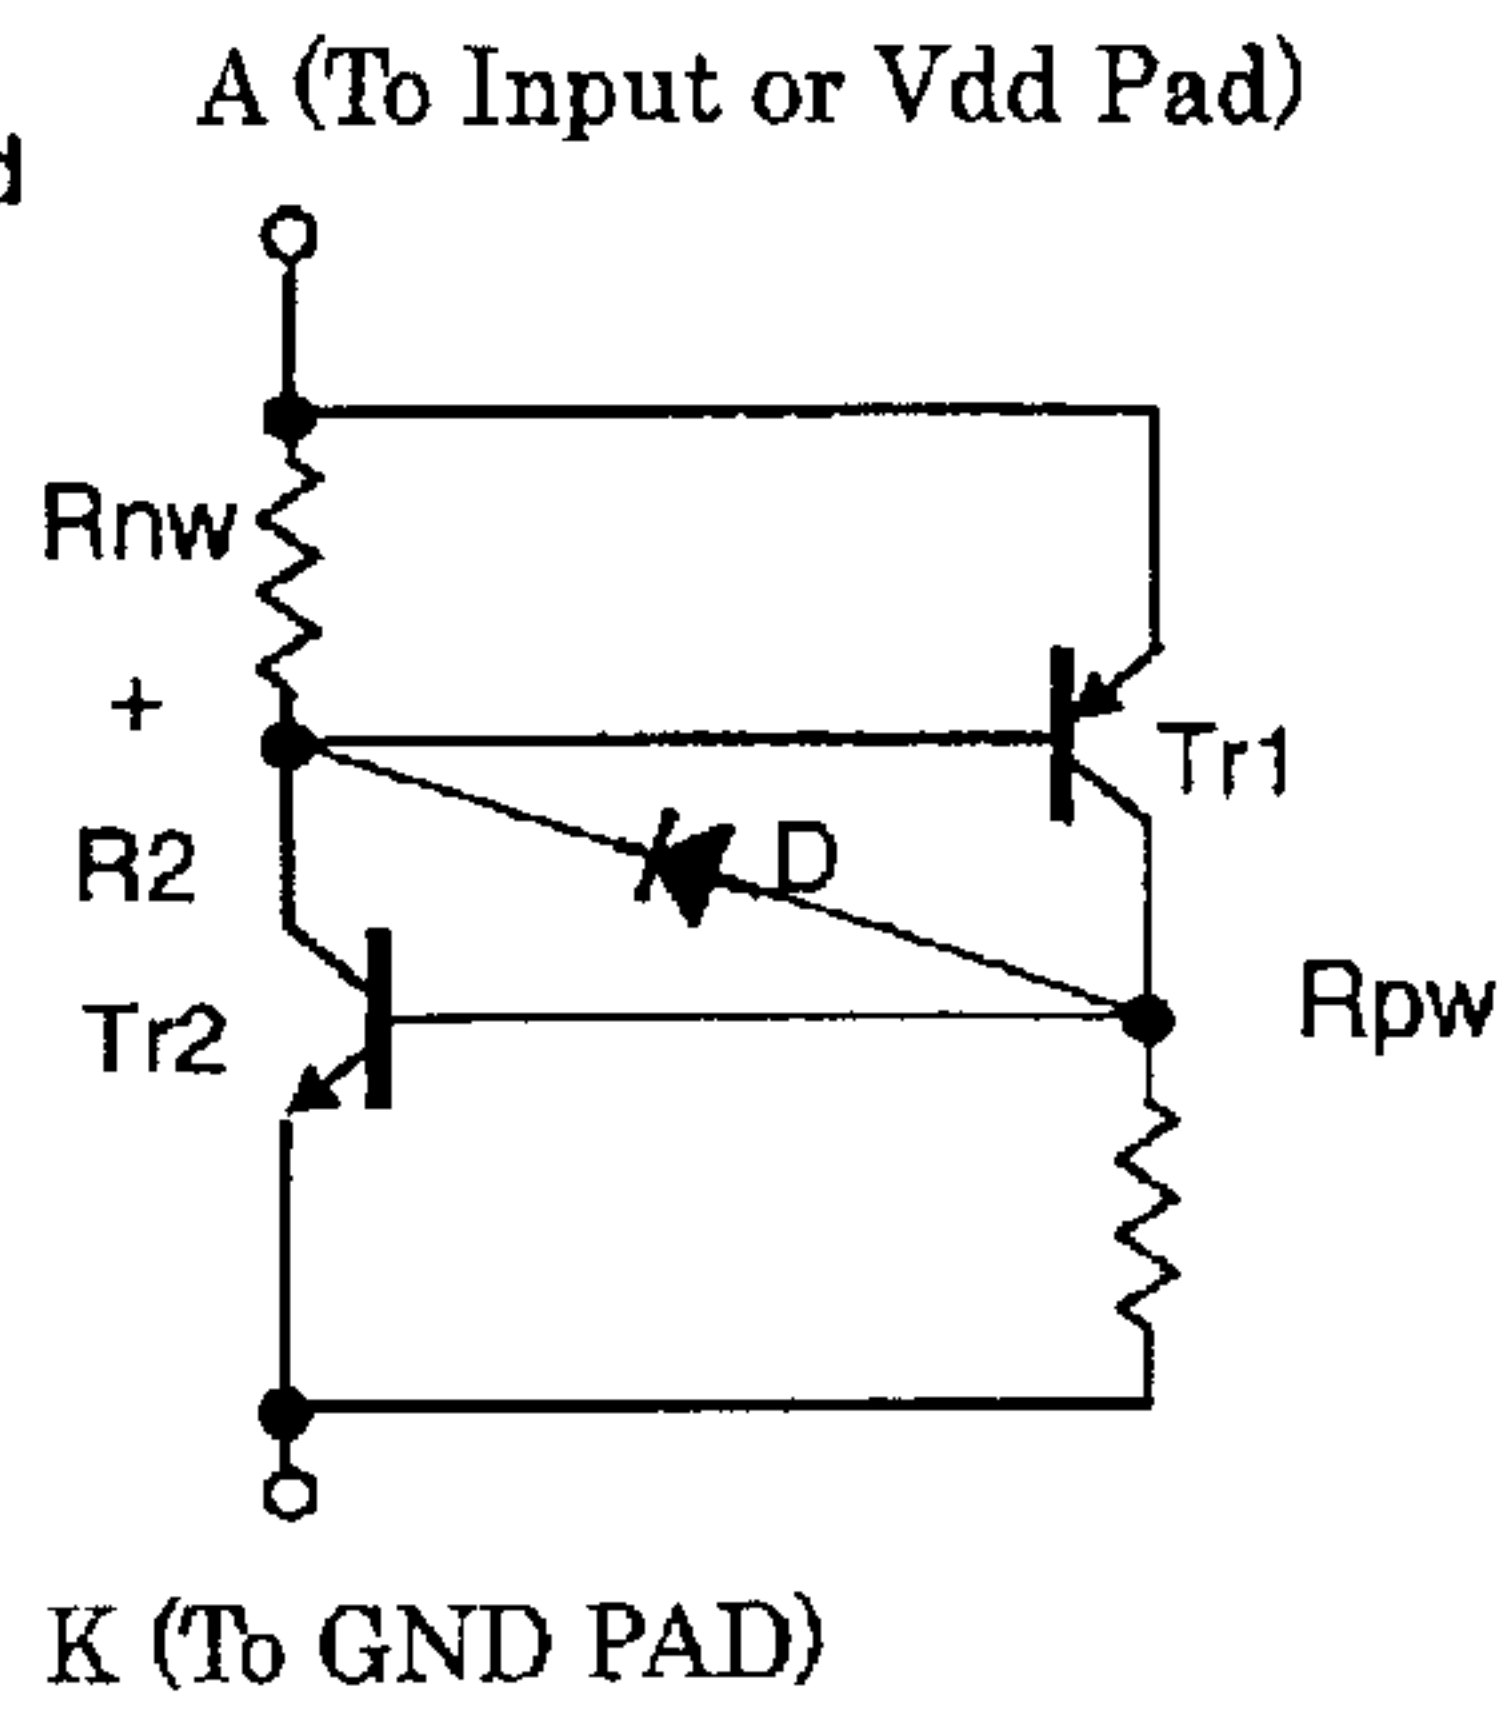 A (To Input or Vdd Pad)
d
Rnw
+
Tr1
R2
D
Rpw
Tr2
K (To GND PAD)